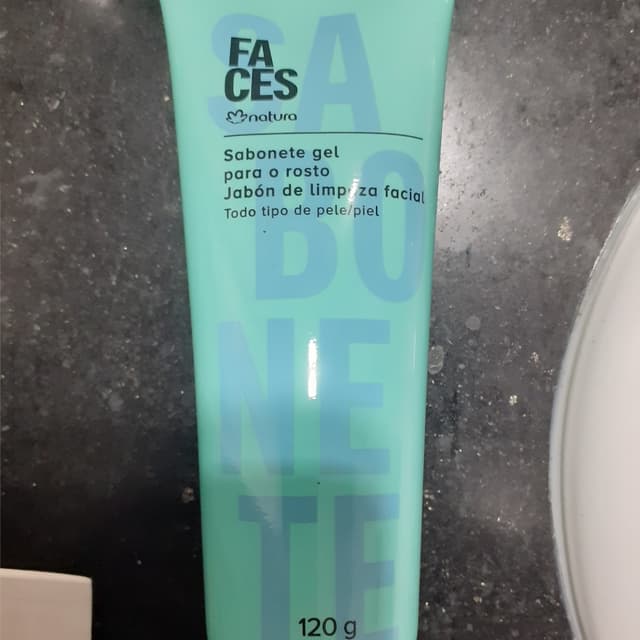 FA
CES
natura
Sabonete gel
para o rosto
Jabón de limpeza facial
Todo tipo de pele/piel
SA
BO
NE
TE
120 g